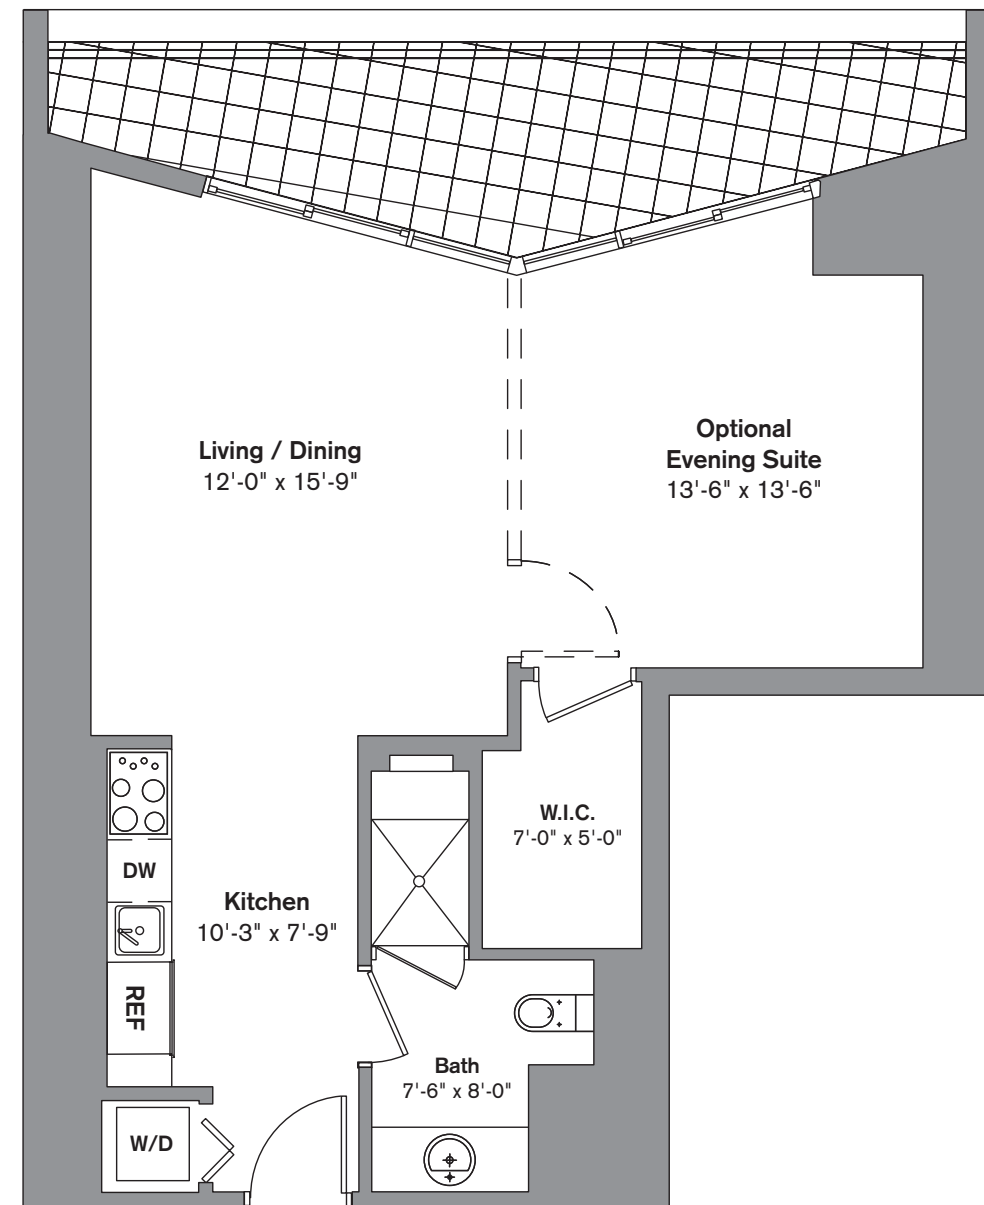 Living / Dining
12'-0" x 15'-9"
Optional
Evening Suite
13'-6" x 13'-6"
W.I.C.
7'-0" x 5'-0"
DW
Kitchen
10'-3" x 7'-9"
REF
Bath
7'-6" x 8'-0"
W/D